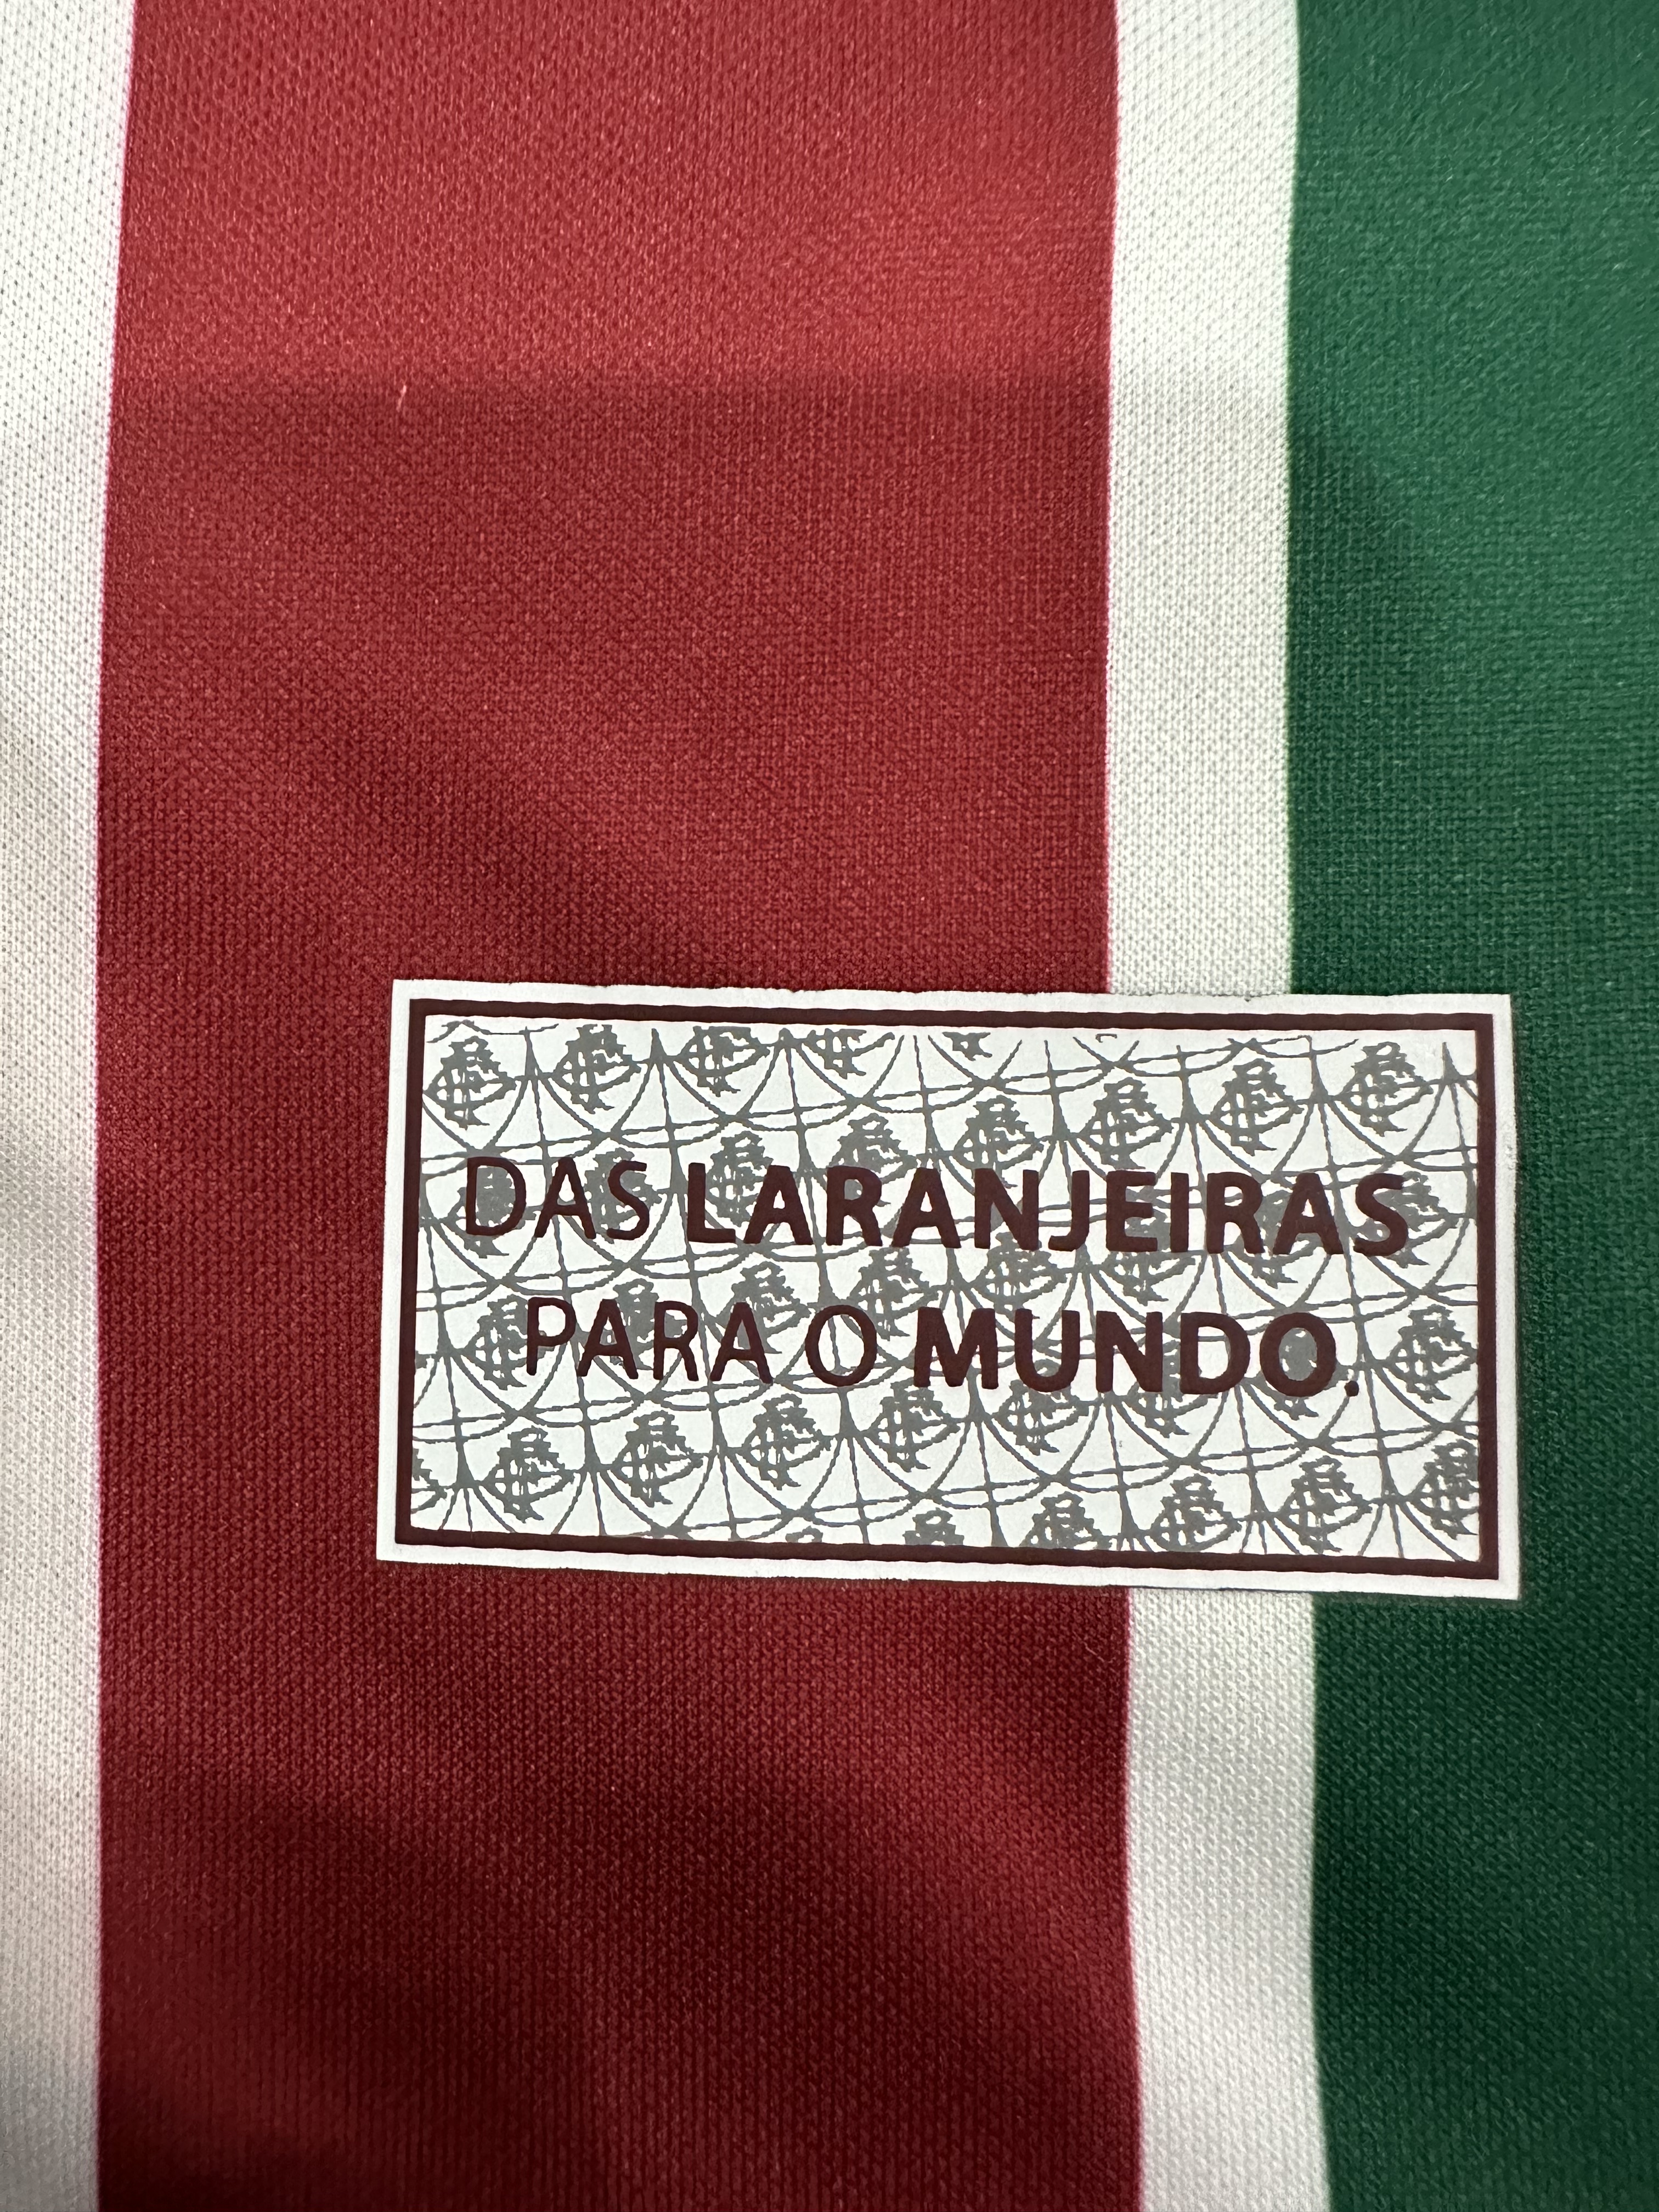 DAS LARANJEIRAS
PARA O MUNDO.